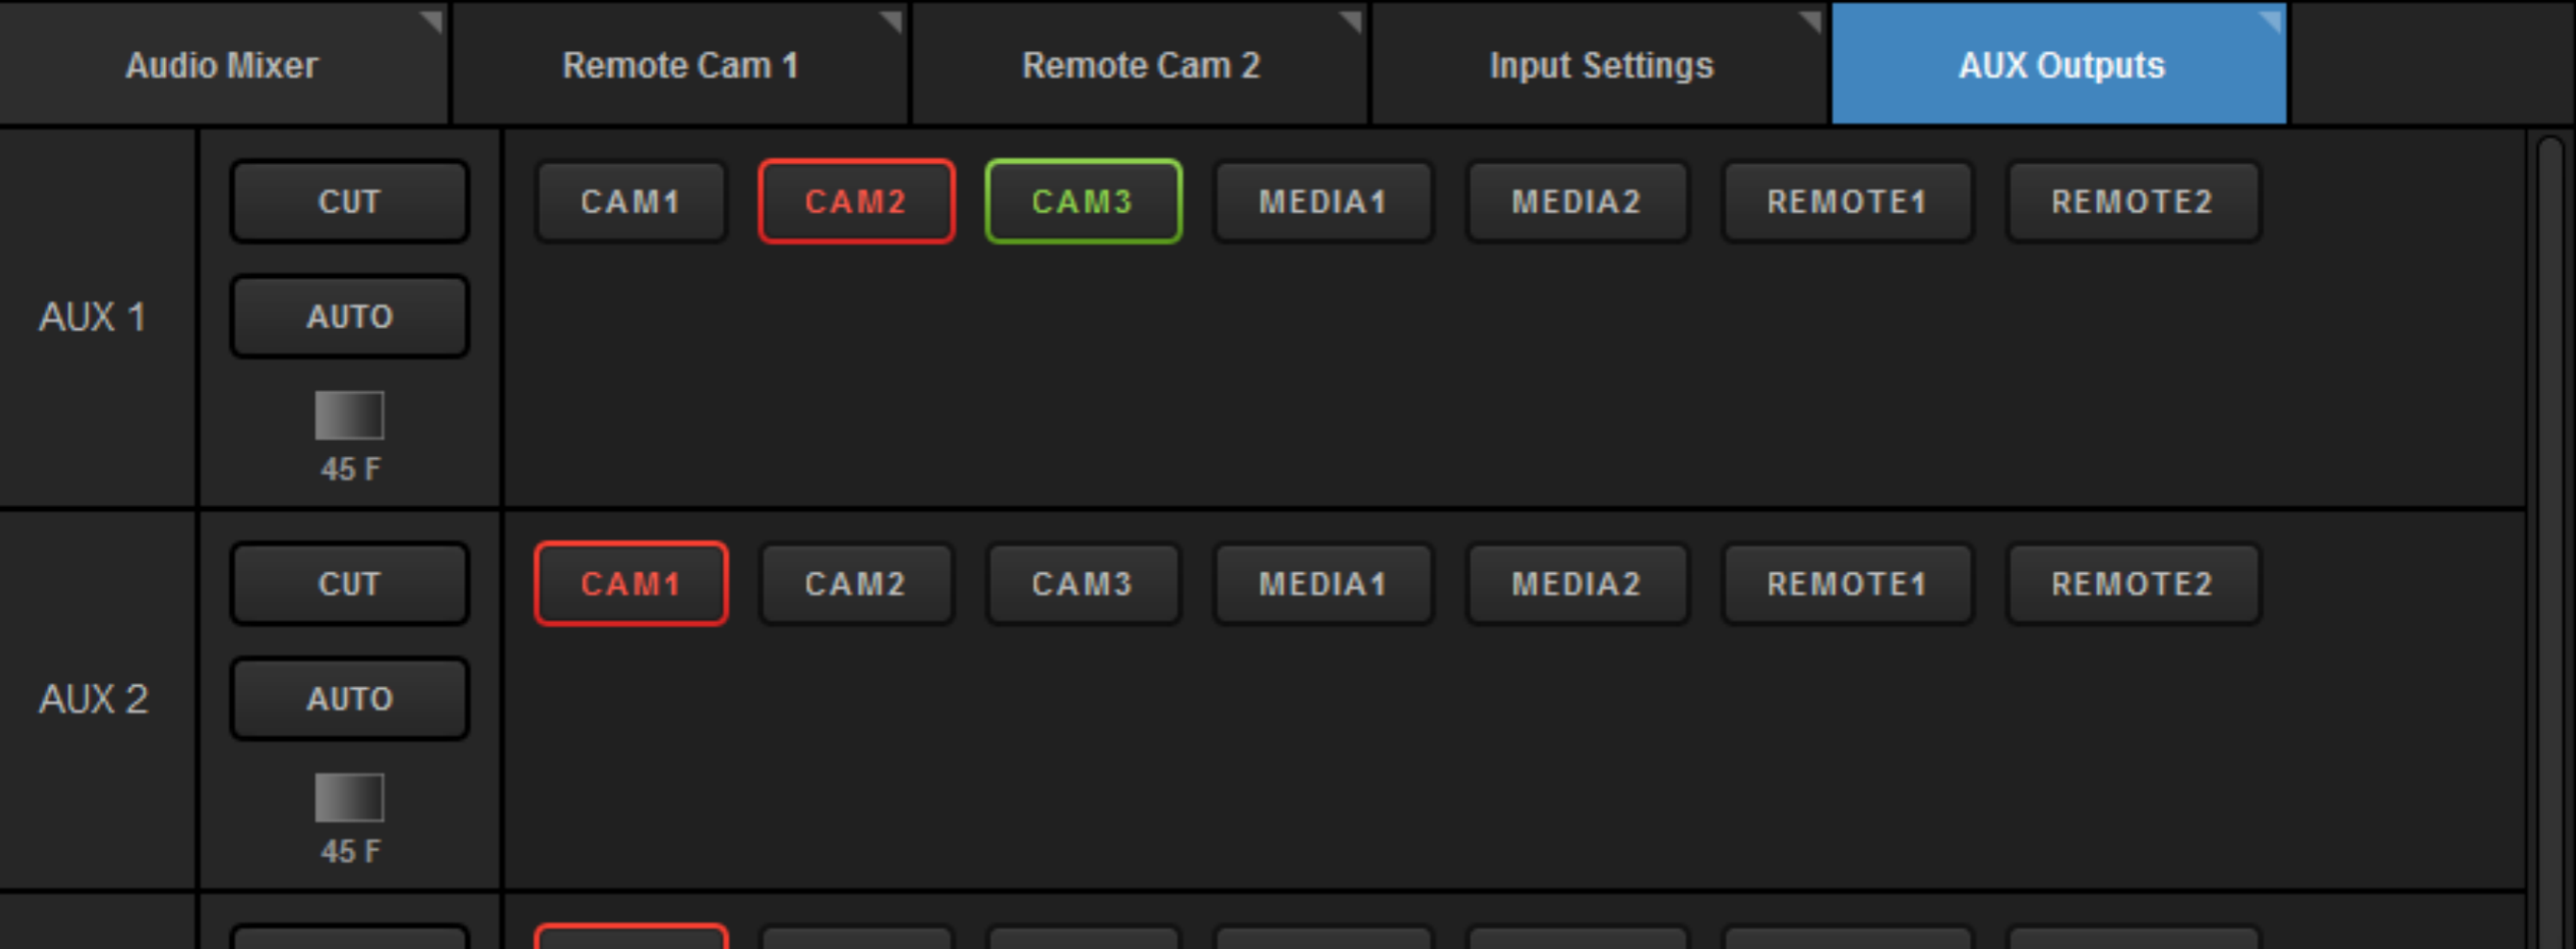 Audio Mixer Remote Cam 1 Remote Cam 2 Input Settings AUX Outputs
CUT CAM1 CAM2 CAM3 MEDIA1 MEDIA2 REMOTE1 REMOTE2
AUX 1 AUTO
45 F
CUT CAM1 CAM2 CAM3 MEDIA1 MEDIA2 REMOTE1 REMOTE2
AUX 2 AUTO
45 F